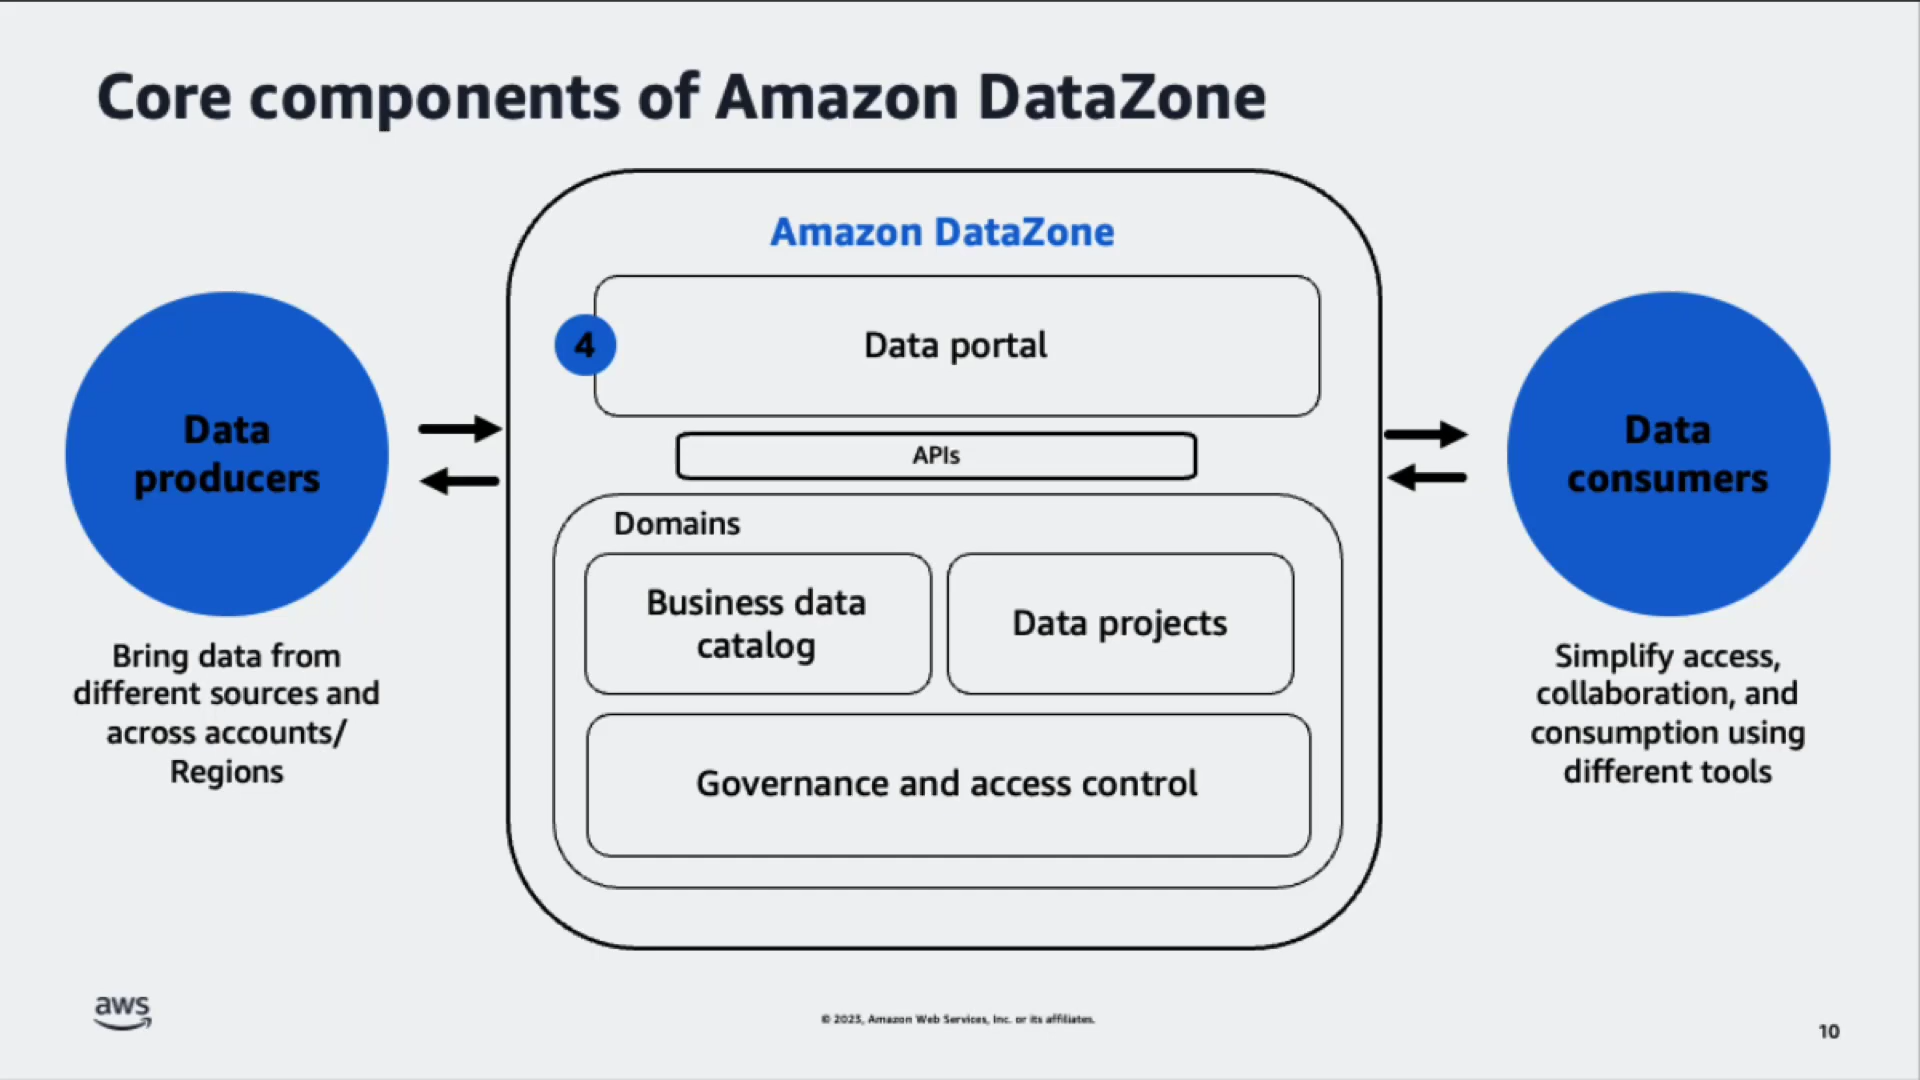 Core components of Amazon DataZone
Amazon DataZone
4
Data portal
APIs
Domains
Business data
catalog
Data projects
Governance and access control
Data
producers
Bring data from
different sources and
across accounts/
Regions
Data
consumers
Simplify access,
collaboration, and
consumption using
different tools
aws
© 2023, Amazon Web Services, Inc. or its affiliates.
10